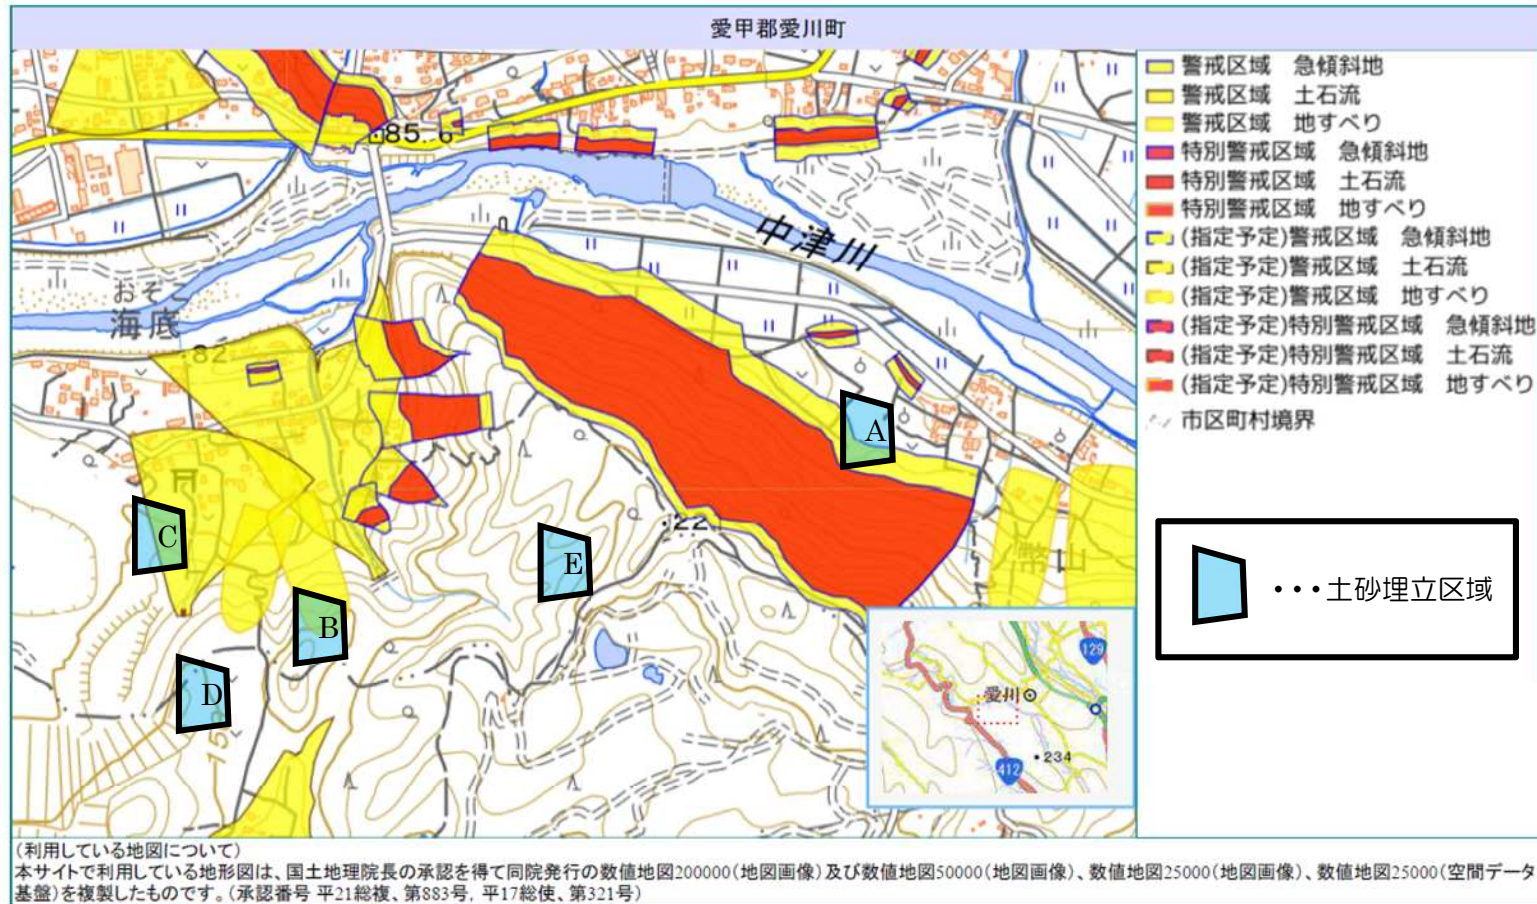 愛甲郡愛川町
警戒区域 急傾斜地
警戒区域 土石流
警戒区域 地すべり
特別警戒区域 急傾斜地
特別警戒区域 土石流
特別警戒区域 地すべり
(指定予定)警戒区域 急傾斜地
(指定予定)警戒区域 土石流
(指定予定)警戒区域 地すべり
(指定予定)特別警戒区域 急傾斜地
(指定予定)特別警戒区域 土石流
(指定予定)特別警戒区域 地すべり
市区町村境界
85.6
中津川
おそこ
海底
82
A
C
E
22
幣山
B
D
158
・・・土砂埋立区域
129
愛川
412
・234
(利用している地図について)
本サイトで利用している地形図は、国土地理院長の承認を得て同院発行の数値地図200000(地図画像)及び数値地図50000(地図画像)、数値地図25000(地図画像)、数値地図25000(空間データ
基盤)を複製したものです。(承認番号 平21総複、第883号, 平17総使、第321号)